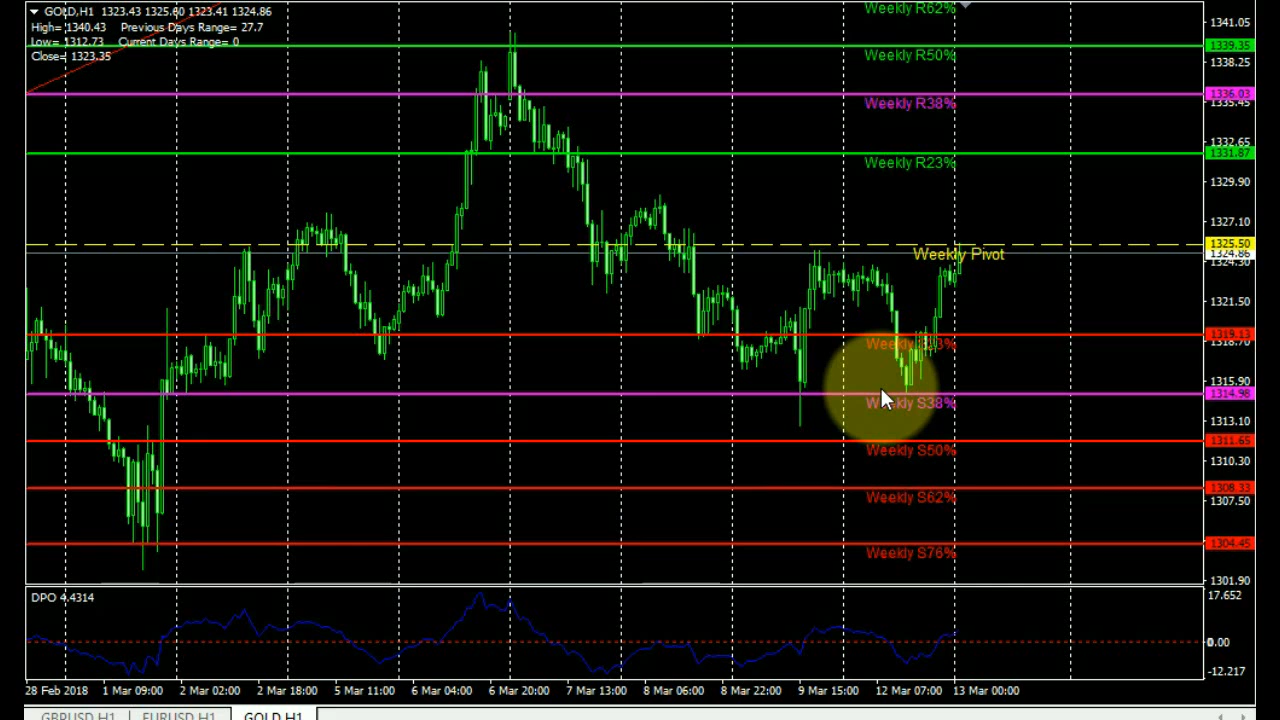 GOLD,H1 1323.43 1325.60 1323.41 1324.86
High= 1340.43 Previous Days Range= 27.7
Low= 1312.73 Current Days Range= 0
Close= 1323.35
Weekly R62%
Weekly R50%
Weekly R38%
Weekly R23%
Weekly Pivot
Weekly S23%
Weekly S38%
Weekly S50%
Weekly S62%
Weekly S76%
1341.05
1339.35
1338.25
1336.03
1335.45
1332.65
1331.87
1329.90
1327.10
1325.50
1324.86
1324.30
1321.50
1319.13
1318.70
1315.90
1314.98
1313.10
1311.65
1310.30
1308.33
1307.50
1304.45
1301.90
DPO 4.4314
17.652
0.00
-12.217
28 Feb 2018 1 Mar 09:00 2 Mar 02:00 2 Mar 18:00 5 Mar 11:00 6 Mar 04:00 6 Mar 20:00 7 Mar 13:00 8 Mar 06:00 8 Mar 22:00 9 Mar 15:00 12 Mar 07:00 13 Mar 00:00
GBPUSD,H1 EURUSD,H1 GOLD,H1